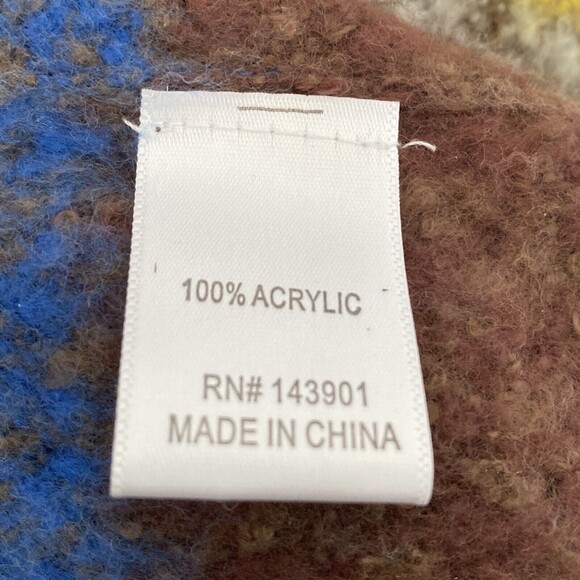 100% ACRYLIC
RN# 143901
MADE IN CHINA